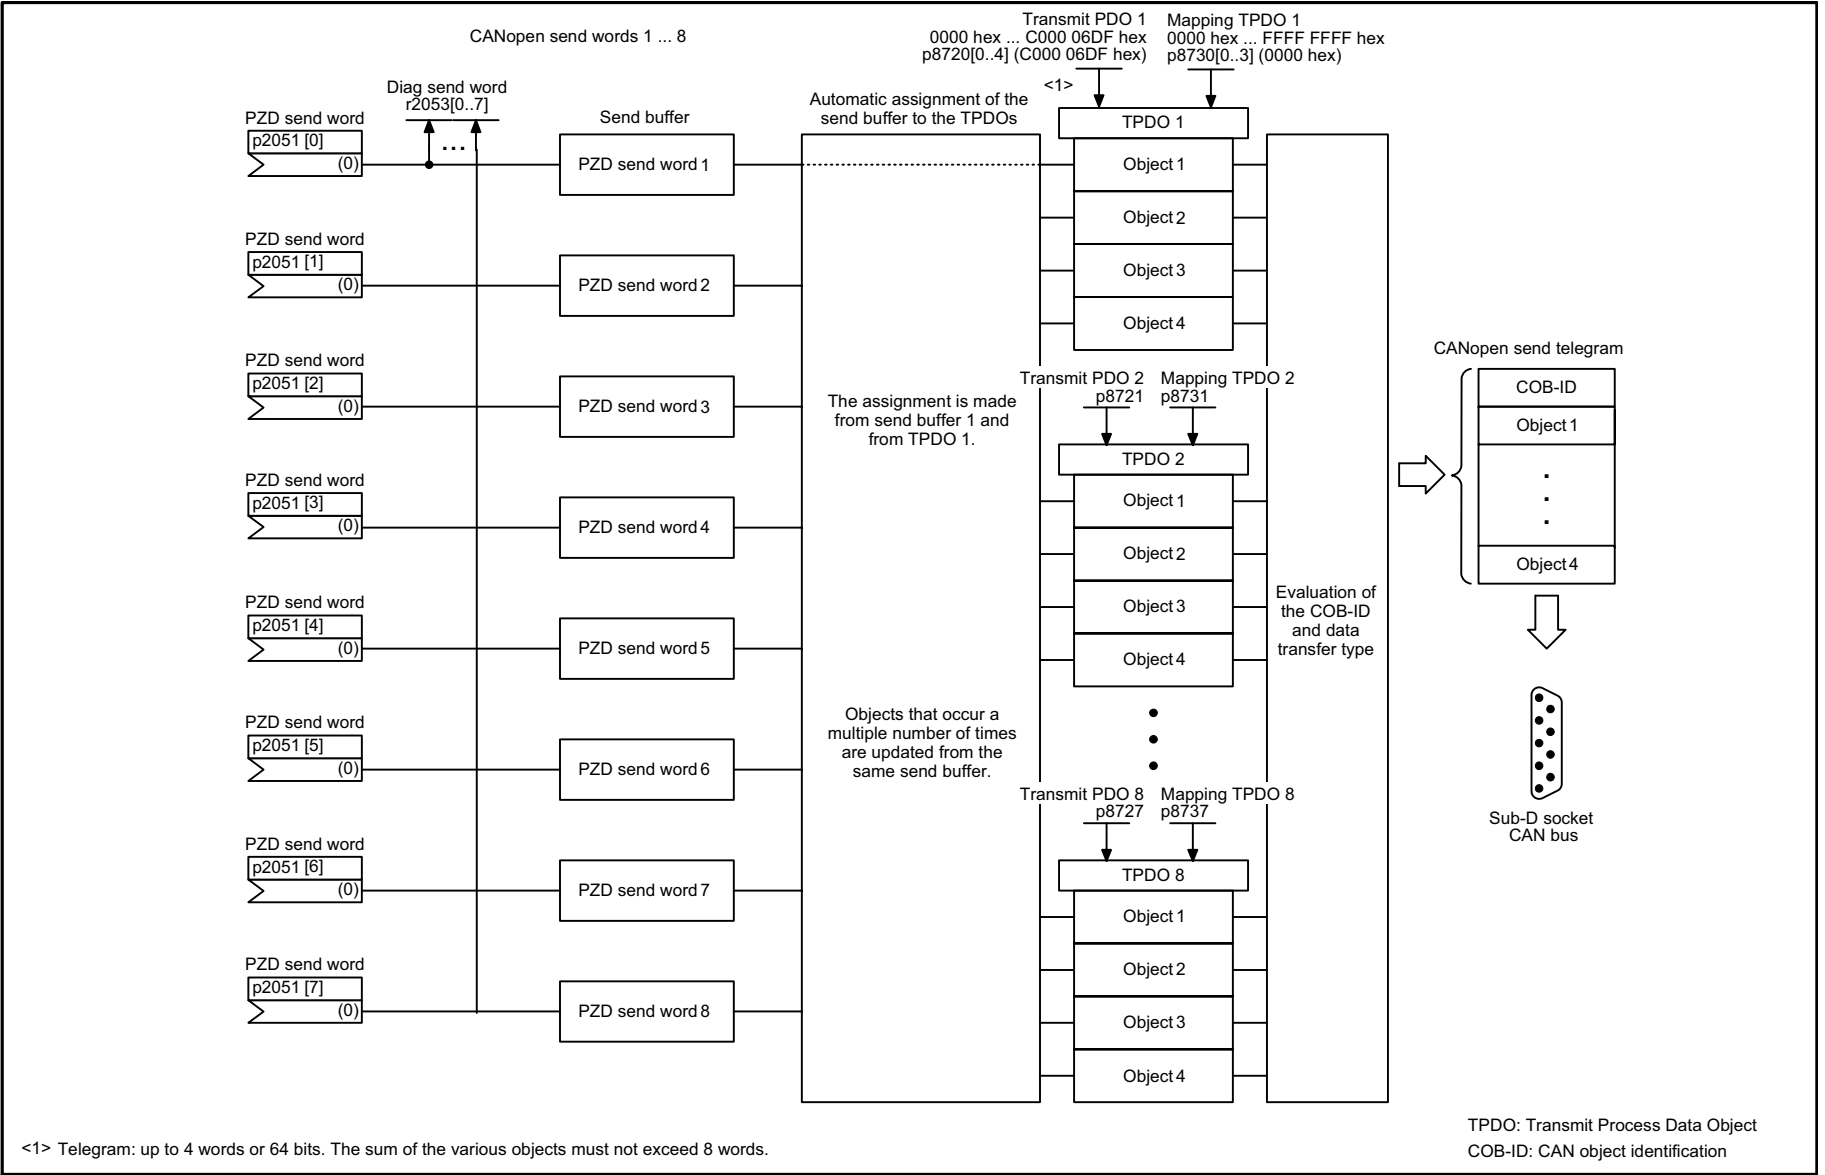 CANopen send words 1 ... 8
Transmit PDO 1
0000 hex ... C000 06DF hex
p8720[0..4] (C000 06DF hex)
Mapping TPDO 1
0000 hex ... FFFF FFFF hex
p8730[0..3] (0000 hex)
<1>
Diag send word
r2053[0..7]
...
Send buffer
Automatic assignment of the
send buffer to the TPDOs
PZD send word
p2051 [0]
(0)
PZD send word 1
PZD send word
p2051 [1]
(0)
PZD send word 2
PZD send word
p2051 [2]
(0)
PZD send word 3
PZD send word
p2051 [3]
(0)
PZD send word 4
PZD send word
p2051 [4]
(0)
PZD send word 5
PZD send word
p2051 [5]
(0)
PZD send word 6
PZD send word
p2051 [6]
(0)
PZD send word 7
PZD send word
p2051 [7]
(0)
PZD send word 8
The assignment is made
from send buffer 1 and
from TPDO 1.
Objects that occur a
multiple number of times
are updated from the
same send buffer.
TPDO 1
Object 1
Object 2
Object 3
Object 4
Transmit PDO 2
p8721
Mapping TPDO 2
p8731
TPDO 2
Object 1
Object 2
Object 3
Object 4
Transmit PDO 8
p8727
Mapping TPDO 8
p8737
TPDO 8
Object 1
Object 2
Object 3
Object 4
Evaluation of
the COB-ID
and data
transfer type
CANopen send telegram
COB-ID
Object 1
.
.
.
Object 4
Sub-D socket
CAN bus
TPDO: Transmit Process Data Object
COB-ID: CAN object identification
<1> Telegram: up to 4 words or 64 bits. The sum of the various objects must not exceed 8 words.